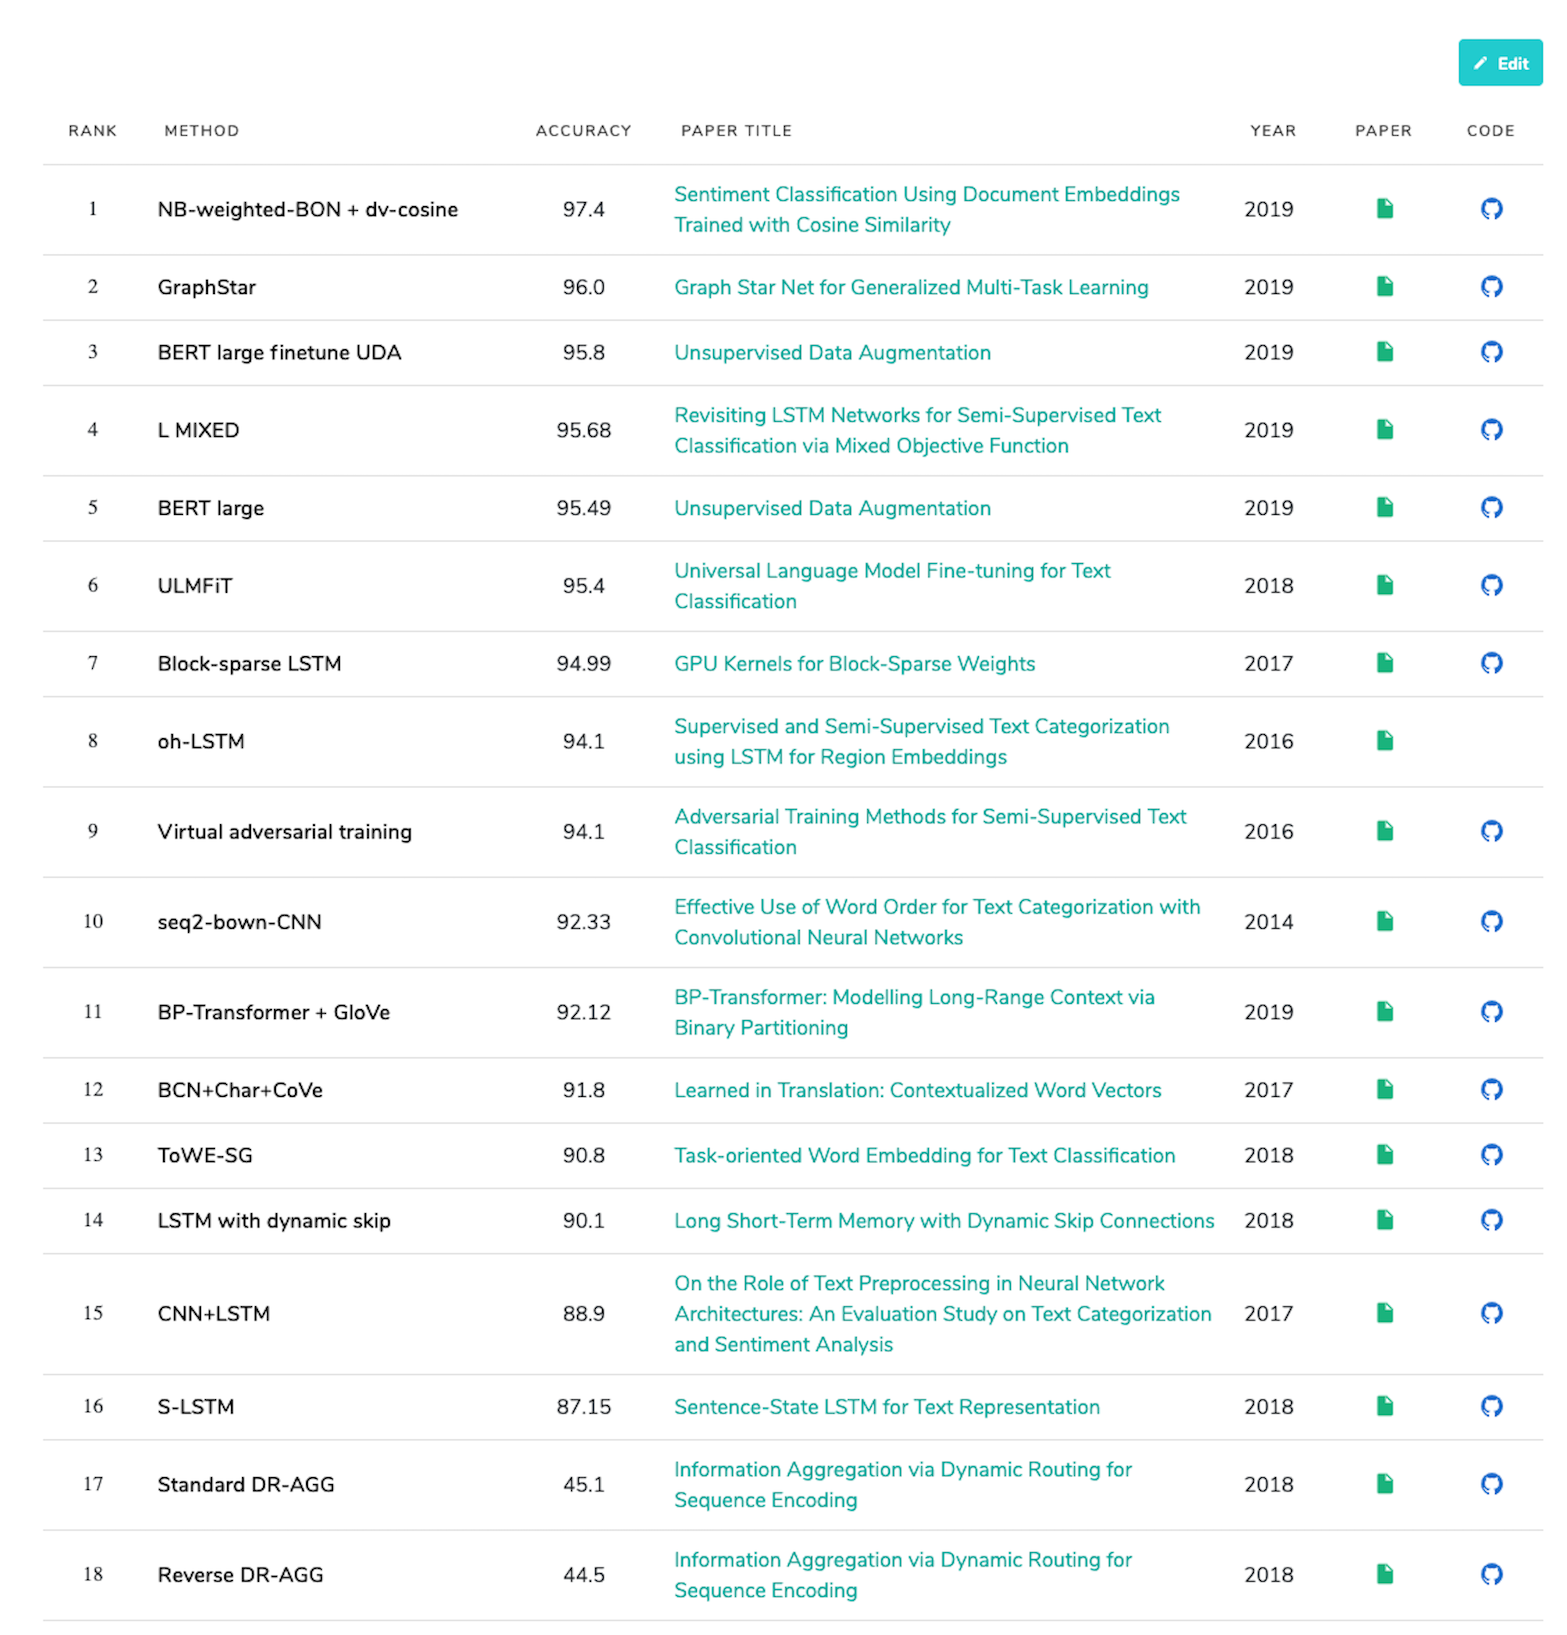 Edit
RANK METHOD ACCURACY PAPER TITLE YEAR PAPER CODE
1 NB-weighted-BON + dv-cosine 97.4 Sentiment Classification Using Document Embeddings
Trained with Cosine Similarity 2019
2 GraphStar 96.0 Graph Star Net for Generalized Multi-Task Learning 2019
3 BERT large finetune UDA 95.8 Unsupervised Data Augmentation 2019
4 L MIXED 95.68 Revisiting LSTM Networks for Semi-Supervised Text
Classification via Mixed Objective Function 2019
5 BERT large 95.49 Unsupervised Data Augmentation 2019
6 ULMFiT 95.4 Universal Language Model Fine-tuning for Text
Classification 2018
7 Block-sparse LSTM 94.99 GPU Kernels for Block-Sparse Weights 2017
8 oh-LSTM 94.1 Supervised and Semi-Supervised Text Categorization
using LSTM for Region Embeddings 2016
9 Virtual adversarial training 94.1 Adversarial Training Methods for Semi-Supervised Text
Classification 2016
10 seq2-bown-CNN 92.33 Effective Use of Word Order for Text Categorization with
Convolutional Neural Networks 2014
11 BP-Transformer + GloVe 92.12 BP-Transformer: Modelling Long-Range Context via
Binary Partitioning 2019
12 BCN+Char+CoVe 91.8 Learned in Translation: Contextualized Word Vectors 2017
13 ToWE-SG 90.8 Task-oriented Word Embedding for Text Classification 2018
14 LSTM with dynamic skip 90.1 Long Short-Term Memory with Dynamic Skip Connections 2018
15 CNN+LSTM 88.9 On the Role of Text Preprocessing in Neural Network
Architectures: An Evaluation Study on Text Categorization
and Sentiment Analysis 2017
16 S-LSTM 87.15 Sentence-State LSTM for Text Representation 2018
17 Standard DR-AGG 45.1 Information Aggregation via Dynamic Routing for
Sequence Encoding 2018
18 Reverse DR-AGG 44.5 Information Aggregation via Dynamic Routing for
Sequence Encoding 2018